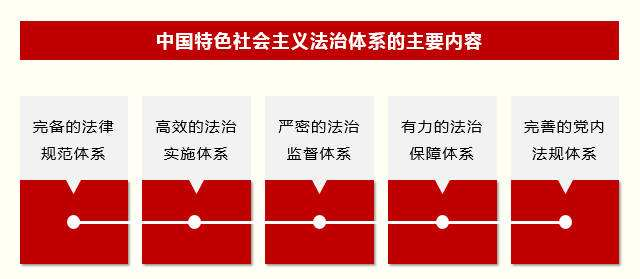 中国特色社会主义法治体系的主要内容
完备的法律
规范体系
高效的法治
实施体系
严密的法治
监督体系
有力的法治
保障体系
完善的党内
法规体系